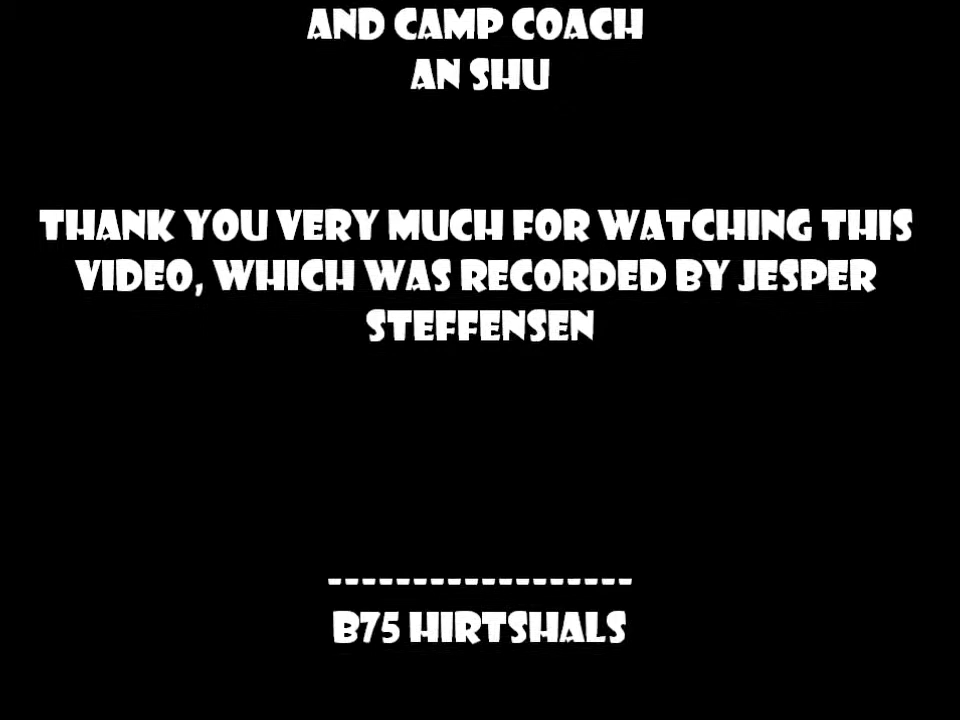 AND CAMP COACH
AN SHU
THANK YOU VERY MUCH FOR WATCHING THIS
VIDEO, WHICH WAS RECORDED BY JESPER
STEFFENSEN
------------------
B75 HIRTSHALS